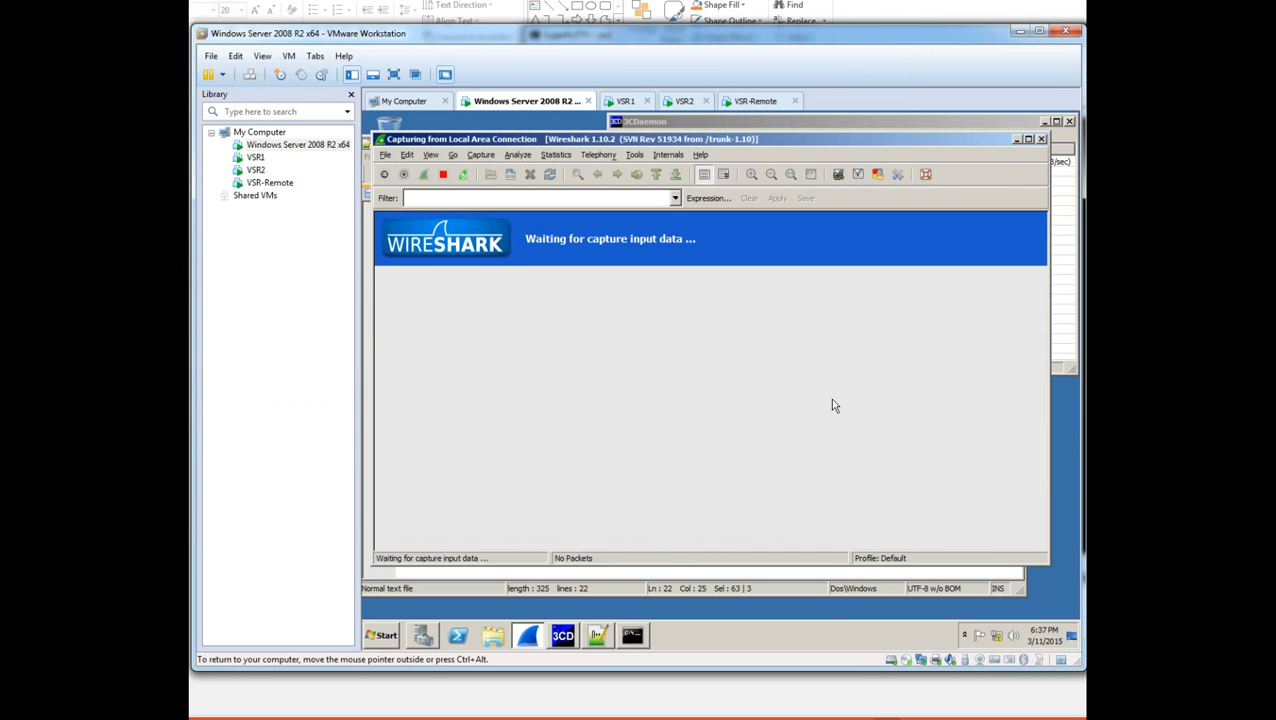 20 A A Text Direction Shape Fill Find
Align Text Shape Outline Replace
Windows Server 2008 R2 x64 - VMware Workstation
File Edit View VM Tabs Help
Library
Type here to search
My Computer
Windows Server 2008 R2 x64
VSR1
VSR2
VSR-Remote
Shared VMs
My Computer Windows Server 2008 R2 ... VSR1 VSR2 VSR-Remote
3CD 3CDaemon
Capturing from Local Area Connection [Wireshark 1.10.2 (SVN Rev 51934 from /trunk-1.10)]
File Edit View Go Capture Analyze Statistics Telephony Tools Internals Help
/sec)
Filter: Expression... Clear Apply Save
WIRESHARK Waiting for capture input data ...
Waiting for capture input data ... No Packets Profile: Default
Normal text file length : 325 lines : 22 Ln : 22 Col : 25 Sel : 63 | 3 Dos\Windows UTF-8 w/o BOM INS
Start 3CD 6:37 PM
3/11/2015
To return to your computer, move the mouse pointer outside or press Ctrl+Alt.